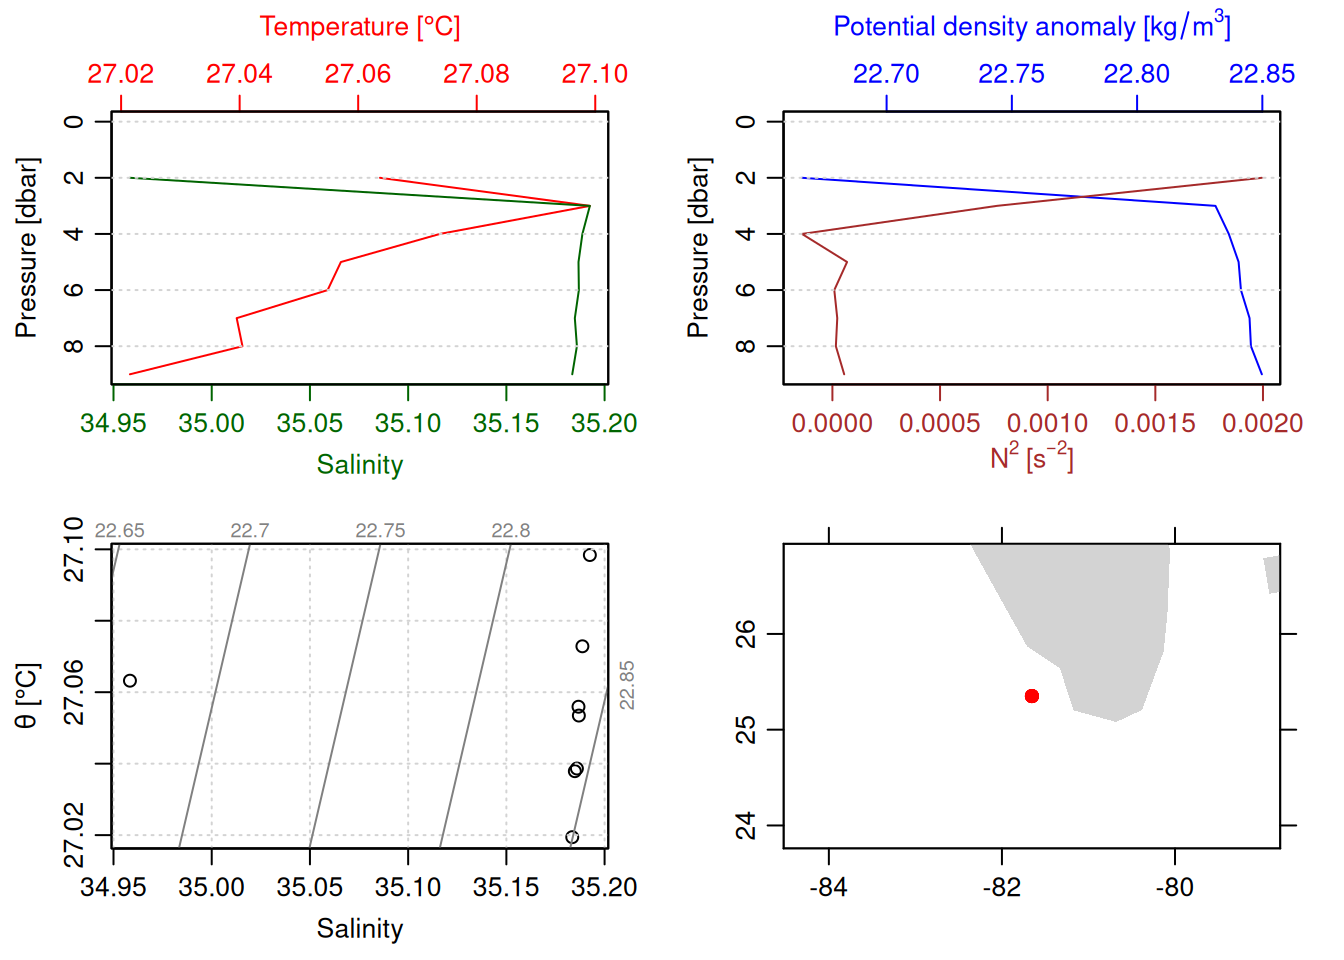 Temperature [°C]
27.02 27.04 27.06 27.08 27.10
Pressure [dbar]
0
2
4
6
8
34.95 35.00 35.05 35.10 35.15 35.20
Salinity
Potential density anomaly [kg/m³]
22.70 22.75 22.80 22.85
Pressure [dbar]
0
2
4
6
8
0.0000 0.0005 0.0010 0.0015 0.0020
N² [s⁻²]
22.65 22.7 22.75 22.8
22.85
θ [°C]
27.10
27.06
27.02
34.95 35.00 35.05 35.10 35.15 35.20
Salinity
26
25
24
-84 -82 -80